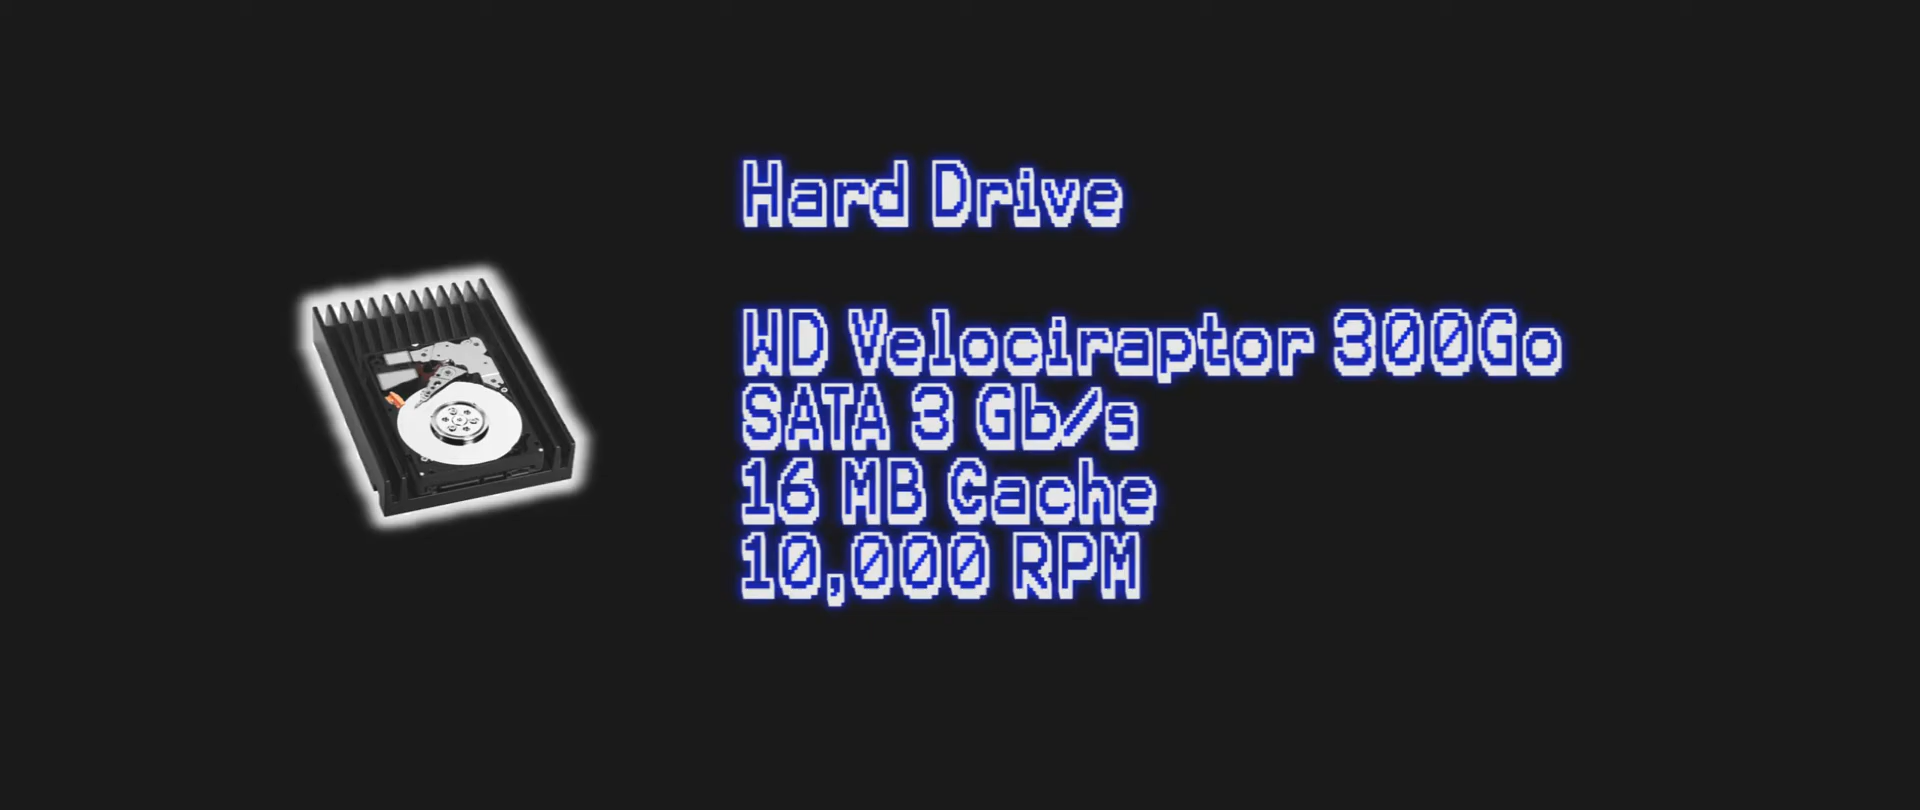 Hard Drive
WD Velociraptor 300Go
SATA 3 Gb/s
16 MB Cache
10,000 RPM